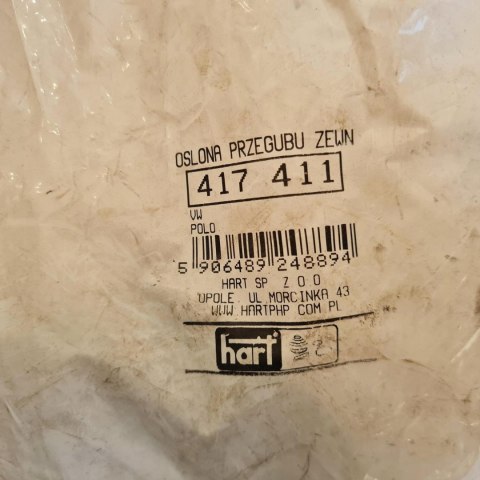 OSLONA PRZEGUBU ZEWN
417 411
VW
POLO
5 906489 248894
HART SP Z O O
OPOLE, UL MORCINKA 43
WWW HARTPHP COM PL
hart